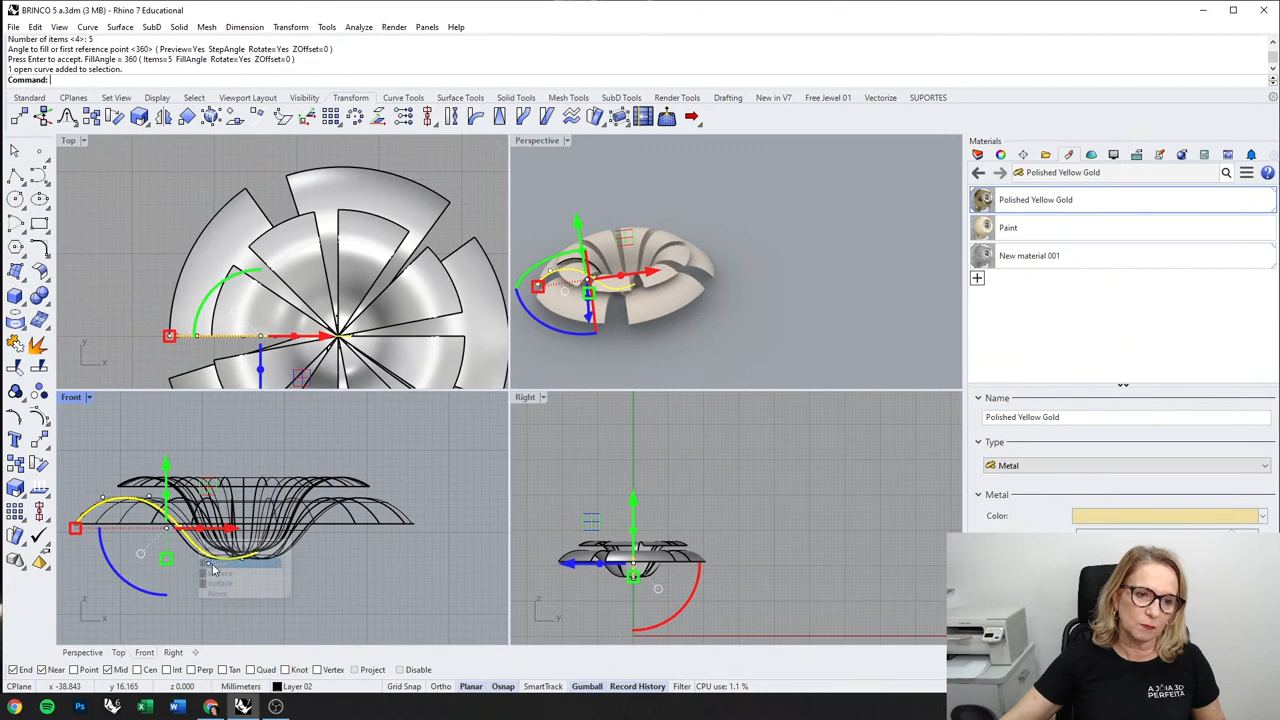 BRINCO 5 a.3dm (3 MB) - Rhino 7 Educational
File Edit View Curve Surface SubD Solid Mesh Dimension Transform Tools Analyze Render Panels Help
Number of items <4>: 5
Angle to fill or first reference point <360> ( Preview=Yes StepAngle Rotate=Yes ZOffset=0 )
Press Enter to accept. FillAngle = 360 ( Items=5 FillAngle Rotate=Yes ZOffset=0 )
1 open curve added to selection.
Command:
Standard CPlanes Set View Display Select Viewport Layout Visibility Transform Curve Tools Surface Tools Solid Tools Mesh Tools SubD Tools Render Tools Drafting New in V7 Free Jewel 01 Vectorize SUPORTES
Top
Perspective
Materials
Polished Yellow Gold
Polished Yellow Gold
Paint
New material 001
y
x
Front
Right
Name
Polished Yellow Gold
Type
Metal
Metal
Color:
surface
surface
None
z
x
z
y
Perspective Top Front Right
End Near Point Mid Cen Int Perp Tan Quad Knot Vertex Project Disable
CPlane x -38.843 y 16.165 z 0.000 Millimeters Layer 02 Grid Snap Ortho Planar Osnap SmartTrack Gumball Record History Filter CPU use: 1.1 %
A JOIA3D
PERFEITA